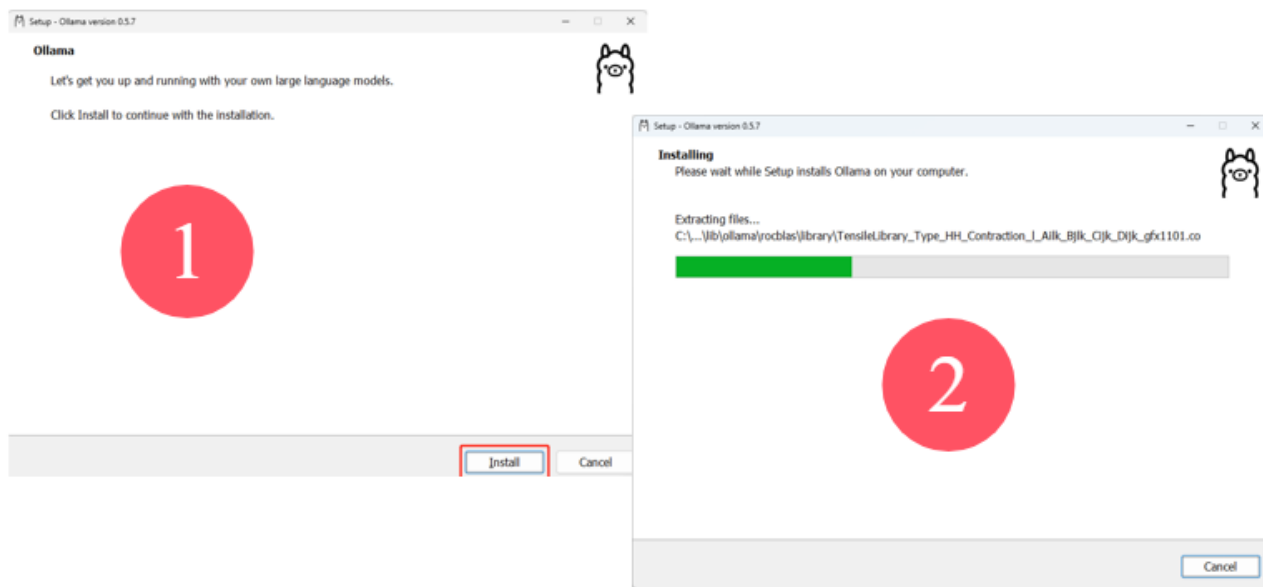 Setup - Ollama version 0.5.7
Ollama
Let's get you up and running with your own large language models.
Click Install to continue with the installation.
1
Install
Cancel
Setup - Ollama version 0.5.7
Installing
Please wait while Setup installs Ollama on your computer.
Extracting files...
C:\...\lib\ollama\rocblas\library\TensileLibrary_Type_HH_Contraction_l_Ailk_Bjlk_Cijk_Dijk_gfx1101.co
2
Cancel